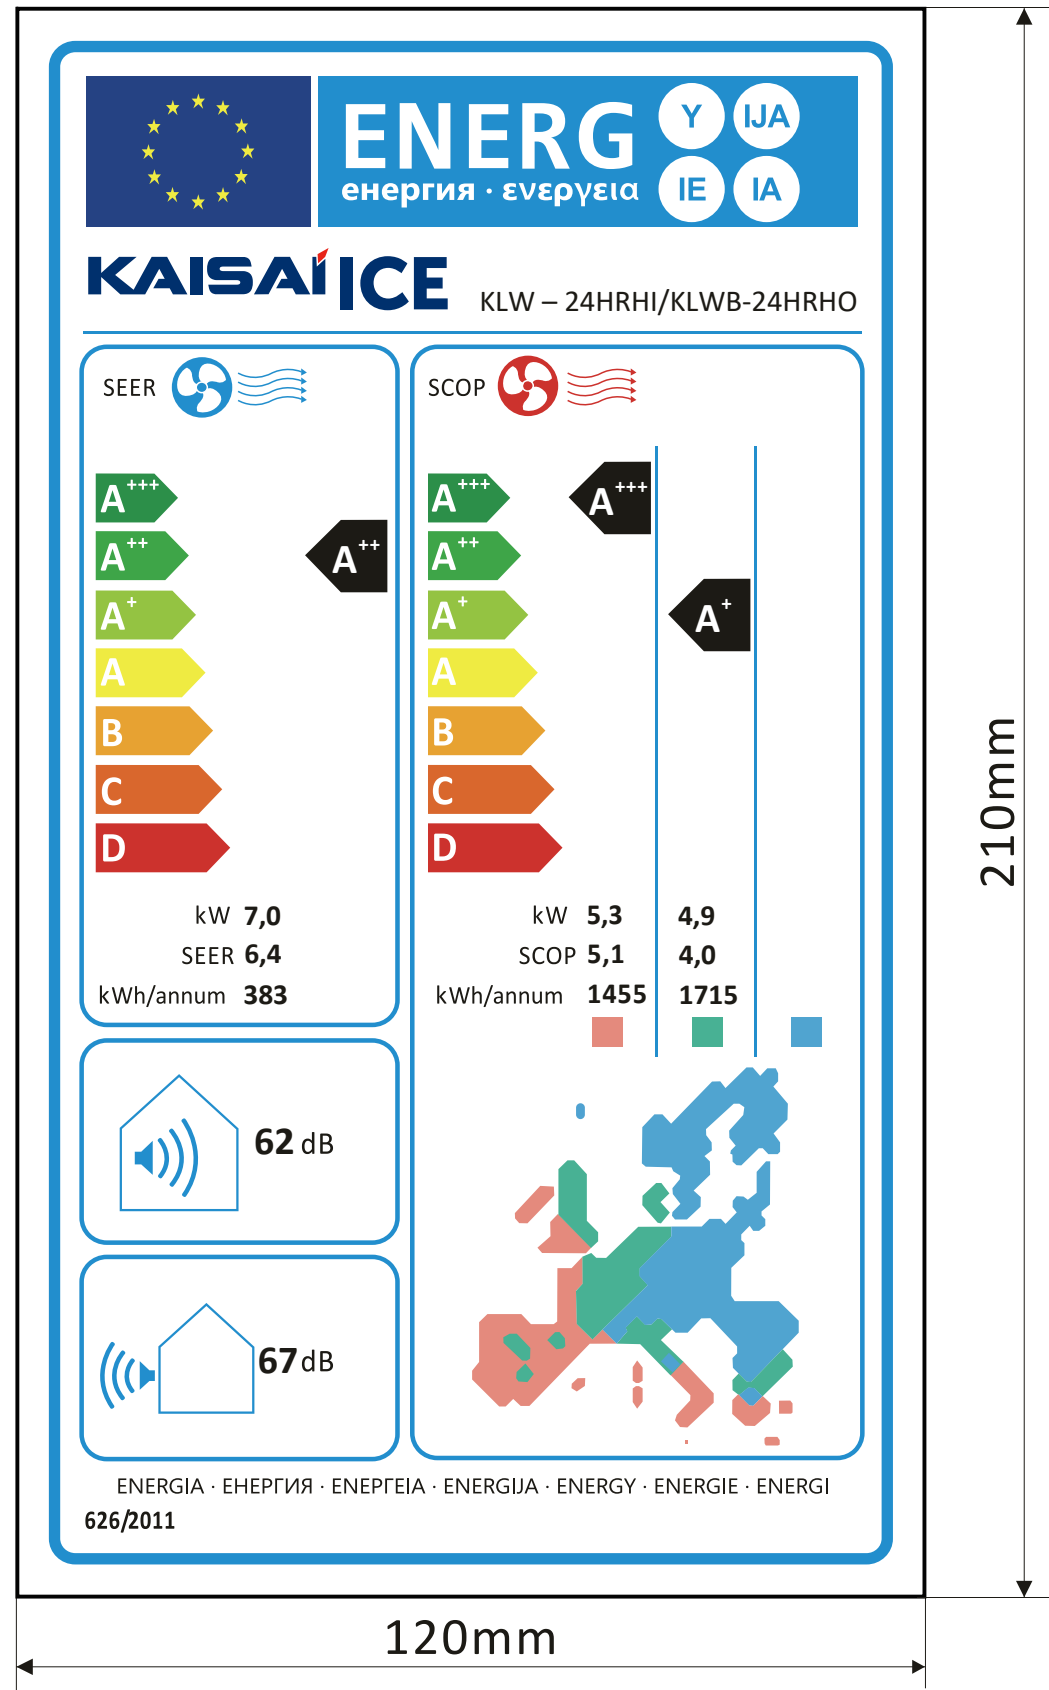 ENERG
енергия · ενεργεια
Y
IJA
IE
IA
KAISAI ICE
KLW – 24HRHI/KLWB-24HRHO
SEER
A+++
A++
A+
A
B
C
D
A++
kW 7,0
SEER 6,4
kWh/annum 383
SCOP
A+++
A++
A+
A
B
C
D
A+++
A+
kW 5,3 4,9
SCOP 5,1 4,0
kWh/annum 1455 1715
62 dB
67 dB
ENERGIA · ЕНЕРГИЯ · ΕΝΕΡΓΕΙΑ · ENERGIJA · ENERGY · ENERGIE · ENERGI
626/2011
210mm
120mm